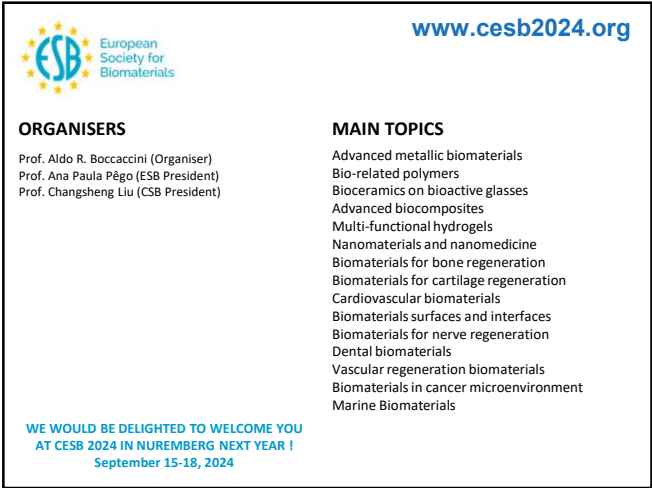 www.cesb2024.org
ESB
European
Society for
Biomaterials
ORGANISERS
Prof. Aldo R. Boccaccini (Organiser)
Prof. Ana Paula Pêgo (ESB President)
Prof. Changsheng Liu (CSB President)
MAIN TOPICS
Advanced metallic biomaterials
Bio-related polymers
Bioceramics on bioactive glasses
Advanced biocomposites
Multi-functional hydrogels
Nanomaterials and nanomedicine
Biomaterials for bone regeneration
Biomaterials for cartilage regeneration
Cardiovascular biomaterials
Biomaterials surfaces and interfaces
Biomaterials for nerve regeneration
Dental biomaterials
Vascular regeneration biomaterials
Biomaterials in cancer microenvironment
Marine Biomaterials
WE WOULD BE DELIGHTED TO WELCOME YOU
AT CESB 2024 IN NUREMBERG NEXT YEAR !
September 15-18, 2024